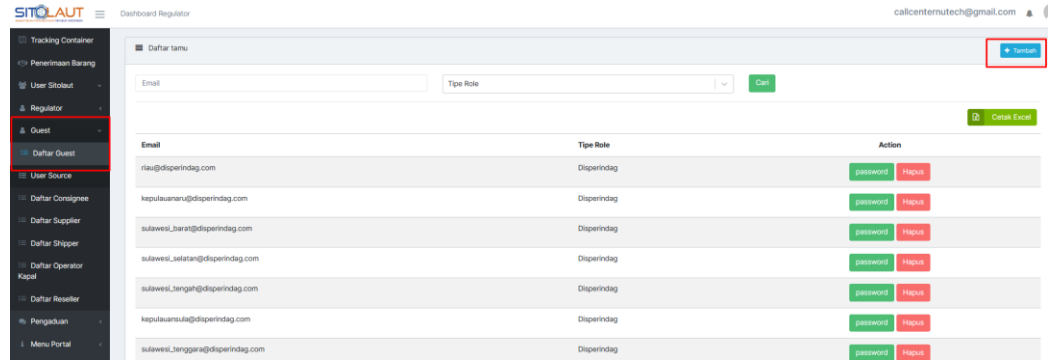 SITOLAUT
Dashboard Regulator
callcenternutech@gmail.com
Tracking Container
Penerimaan Barang
User Sitolaut
Regulator
Guest
Daftar Guest
User Source
Daftar Consignee
Daftar Supplier
Daftar Shipper
Daftar Operator
Kapal
Daftar Reseller
Pengaduan
Menu Portal
Daftar tamu
+ Tambah
Email
Tipe Role
Cari
Cetak Excel
Email Tipe Role Action
riau@disperindag.com Disperindag password Hapus
kepulauanaru@disperindag.com Disperindag password Hapus
sulawesi_barat@disperindag.com Disperindag password Hapus
sulawesi_selatan@disperindag.com Disperindag password Hapus
sulawesi_tengah@disperindag.com Disperindag password Hapus
kepulauansula@disperindag.com Disperindag password Hapus
sulawesi_tenggara@disperindag.com Disperindag password Hapus